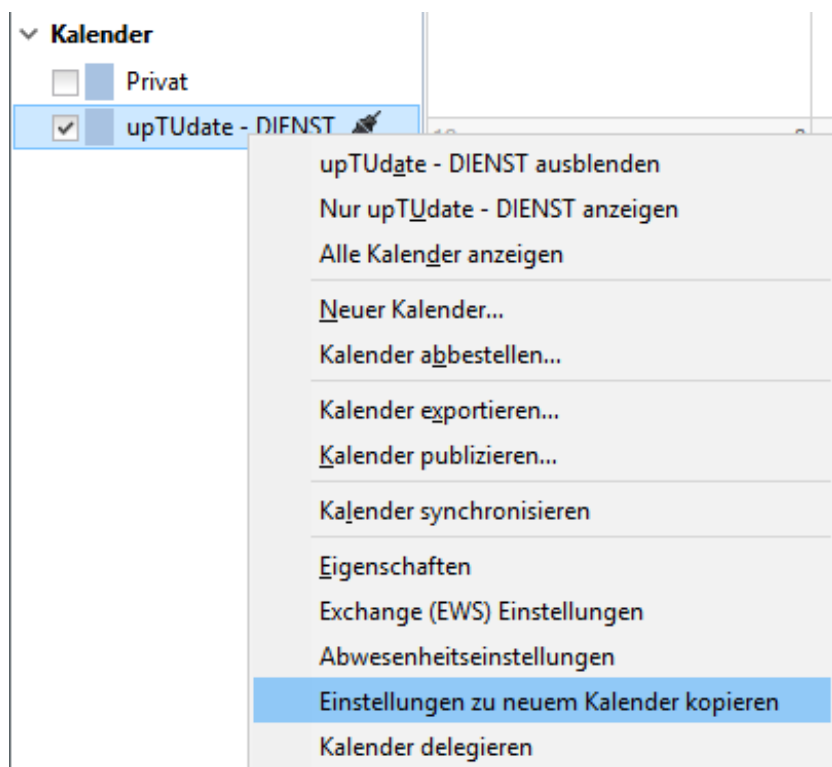 Kalender
Privat
upTUdate - DIENST
upTUdate - DIENST ausblenden
Nur upTUdate - DIENST anzeigen
Alle Kalender anzeigen
Neuer Kalender...
Kalender abbestellen...
Kalender exportieren...
Kalender publizieren...
Kalender synchronisieren
Eigenschaften
Exchange (EWS) Einstellungen
Abwesenheitseinstellungen
Einstellungen zu neuem Kalender kopieren
Kalender delegieren